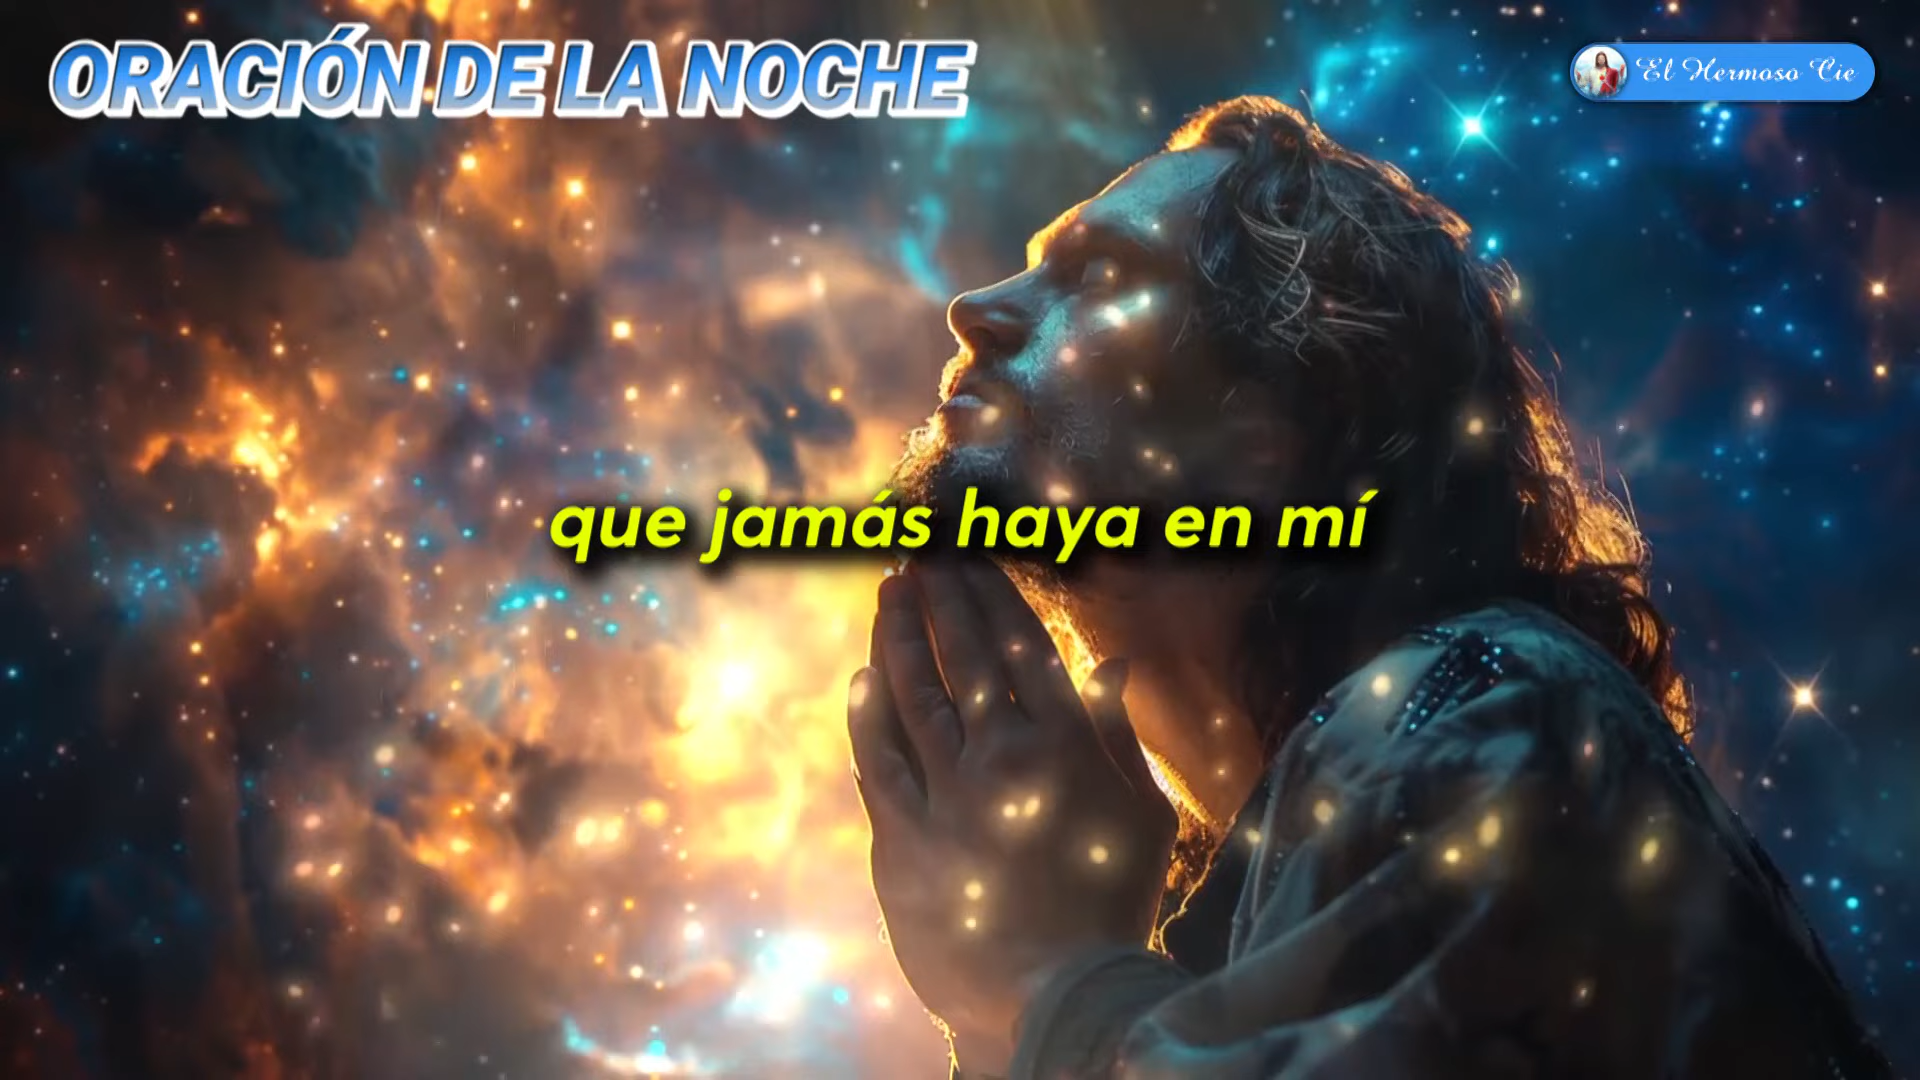 ORACIÓN DE LA NOCHE
El Hermoso Cie
que jamás haya en mí